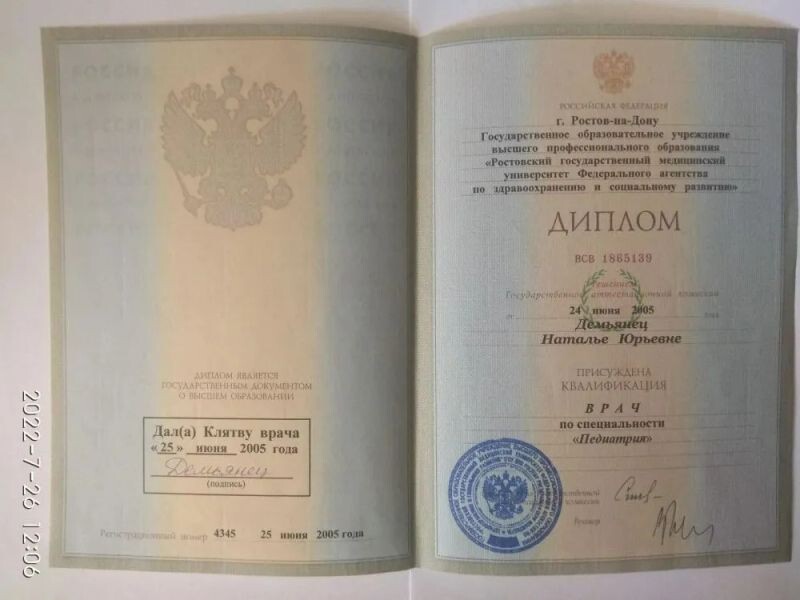 ДИПЛОМ ЯВЛЯЕТСЯ
ГОСУДАРСТВЕННЫМ ДОКУМЕНТОМ
О ВЫСШЕМ ОБРАЗОВАНИИ
Дал(а) Клятву врача
«25» июня 2005 года
Демьянец
(подпись)
Регистрационный номер 4345 25 июня 2005 года
РОССИЙСКАЯ ФЕДЕРАЦИЯ
г. Ростов-на-Дону
Государственное образовательное учреждение
высшего профессионального образования
«Ростовский государственный медицинский
университет Федерального агентства
по здравоохранению и социальному развитию»
ДИПЛОМ
ВСВ 1865139
Решением
Государственной аттестационной комиссии
от 24 июня 2005 года
Демьянец
Наталье Юрьевне
ПРИСУЖДЕНА
КВАЛИФИКАЦИЯ
ВРАЧ
по специальности
«Педиатрия»
комиссии
Ректор
2022-7-26 12:06